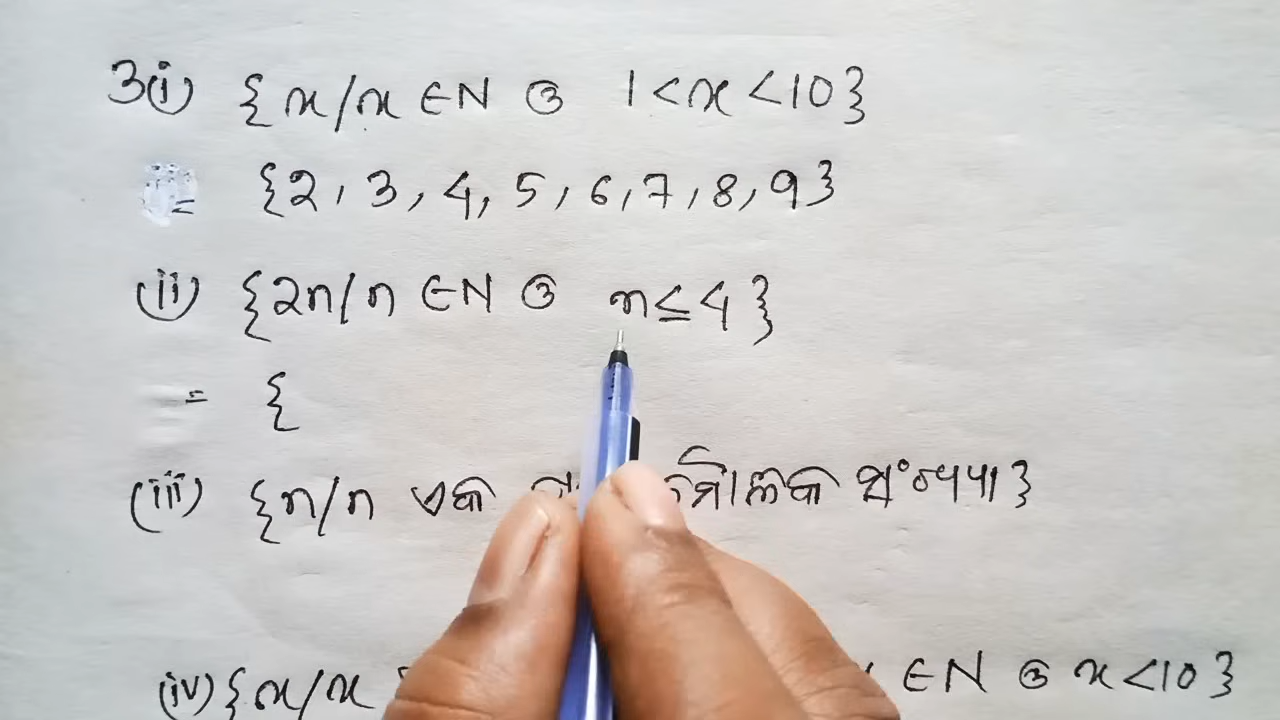 3(i) {x/x ∈N ଓ 1<x<10}
= {2, 3, 4, 5, 6, 7, 8, 9}
(ii) {2n/n ∈N ଓ n≤4}
= {
(iii) {n/n ଏକ ସଂଖ୍ୟା}
(iv) {x/x ∈N ଓ x<10}